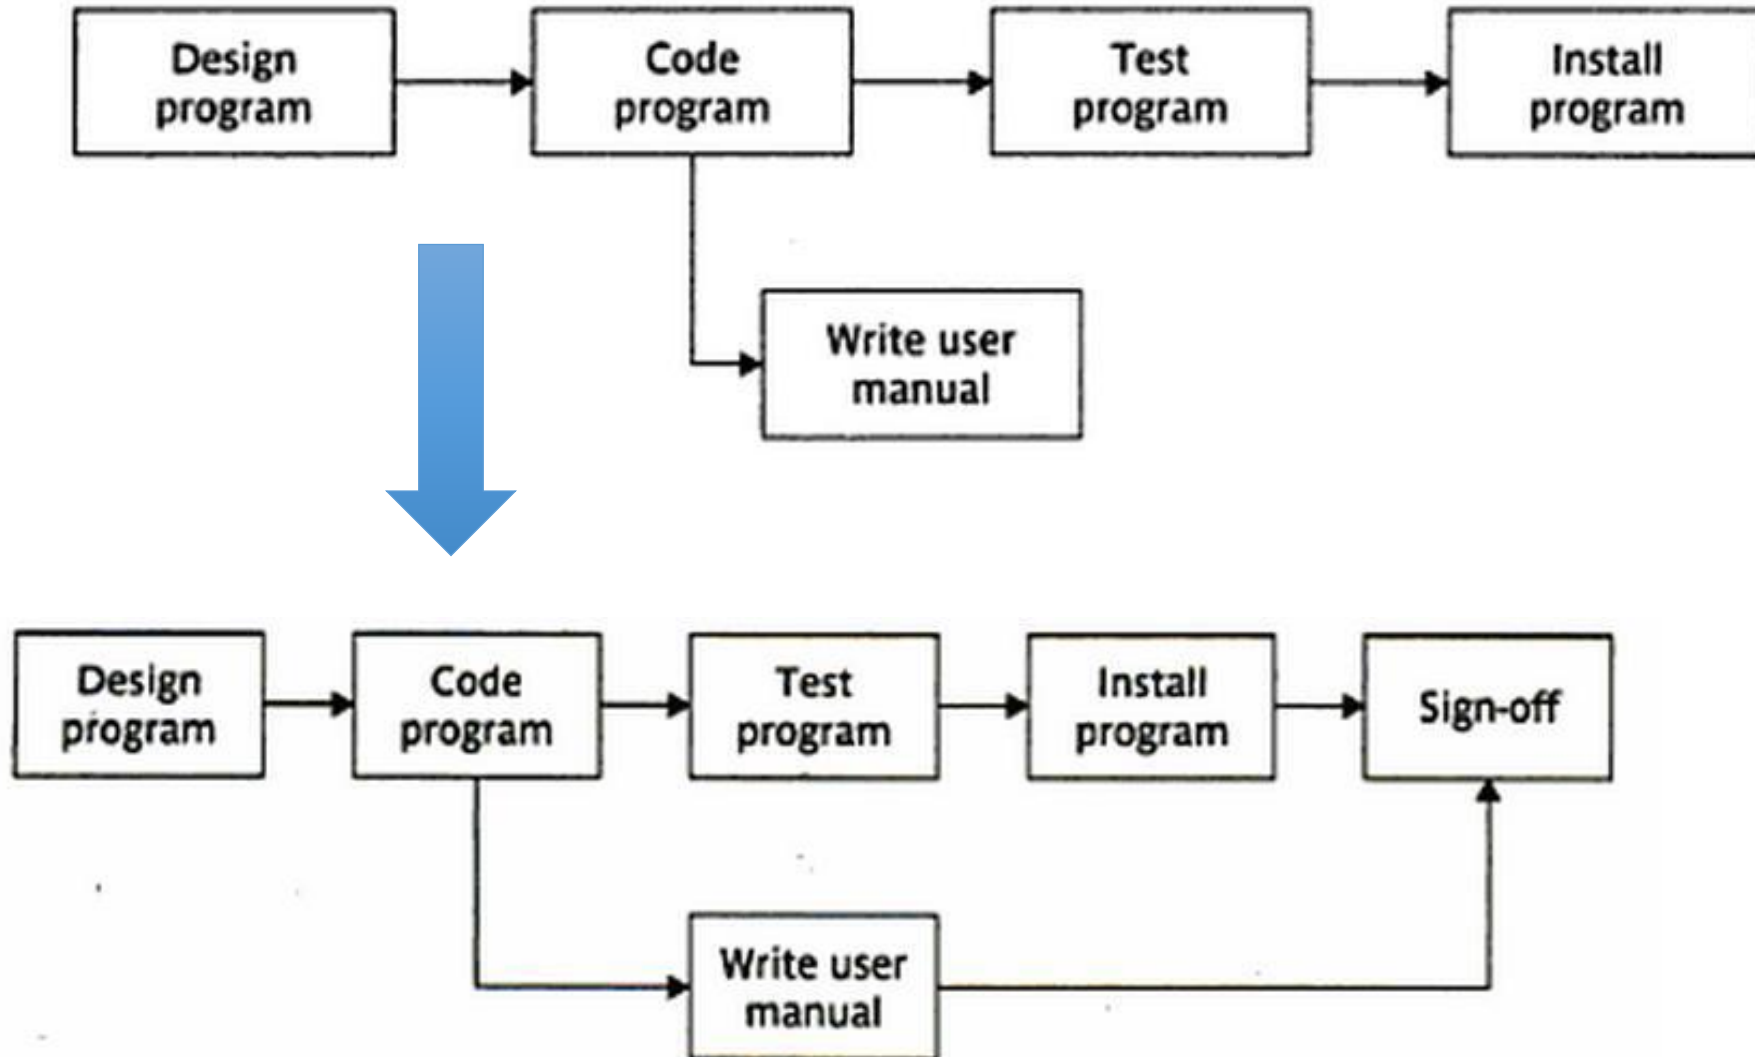 Design
program
Code
program
Test
program
Install
program
Write user
manual
Design
program
Code
program
Test
program
Install
program
Sign-off
Write user
manual